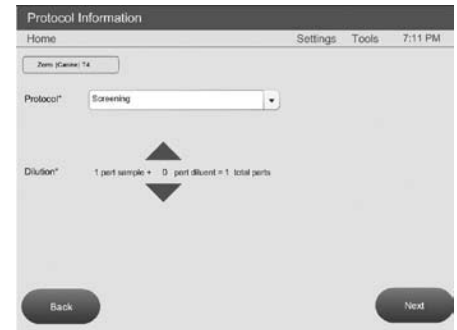 Protocol Information
Home Settings Tools 7:11 PM
Zorro (Canine) T4
Protocol* Screening
Dilution* 1 part sample + 0 part diluent = 1 total parts
Back Next